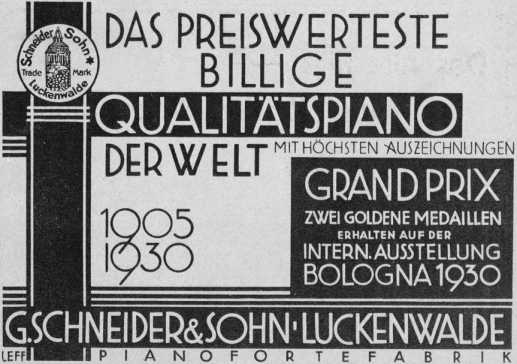 Schneider & Sohn
Trade Mark
Luckenwalde
DAS PREISWERTESTE
BILLIGE
QUALITÄTSPIANO
DER WELT
MIT HÖCHSTEN AUSZEICHNUNGEN
1905
1930
GRAND PRIX
ZWEI GOLDENE MEDAILLEN
ERHALTEN AUF DER
INTERN. AUSSTELLUNG
BOLOGNA 1930
G.SCHNEIDER&SOHN·LUCKENWALDE
LEFF
PIANOFORTEFABRIK